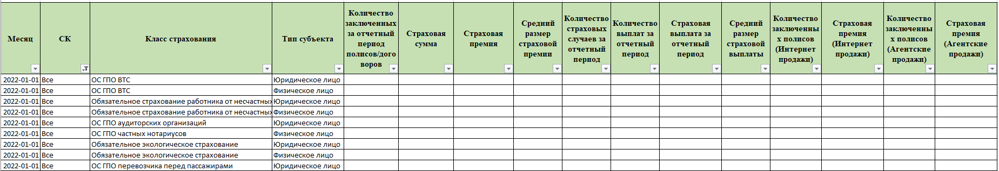 Месяц
СК
Класс страхования
Тип субъекта
Количество
заключенных
за отчетный
период
полисов/дого
воров
Страховая
сумма
Страховая
премия
Средний
размер
страховой
премии
Количество
страховых
случаев за
отчетный
период
Количество
выплат за
отчетный
период
Страховая
выплата за
отчетный
период
Средний
размер
страховой
выплаты
Количество
заключенны
х полисов
(Интернет
продажи)
Страховая
премия
(Интернет
продажи)
Количество
заключенны
х полисов
(Агентские
продажи)
Страховая
премия
(Агентские
продажи)
2022-01-01 Все ОС ГПО ВТС Юридическое лицо
2022-01-01 Все ОС ГПО ВТС Физическое лицо
2022-01-01 Все Обязательное страхование работника от несчастных Юридическое лицо
2022-01-01 Все Обязательное страхование работника от несчастных Физическое лицо
2022-01-01 Все ОС ГПО аудиторских организаций Юридическое лицо
2022-01-01 Все ОС ГПО частных нотариусов Физическое лицо
2022-01-01 Все Обязательное экологическое страхование Юридическое лицо
2022-01-01 Все Обязательное экологическое страхование Физическое лицо
2022-01-01 Все ОС ГПО перевозчика перед пассажирами Юридическое лицо